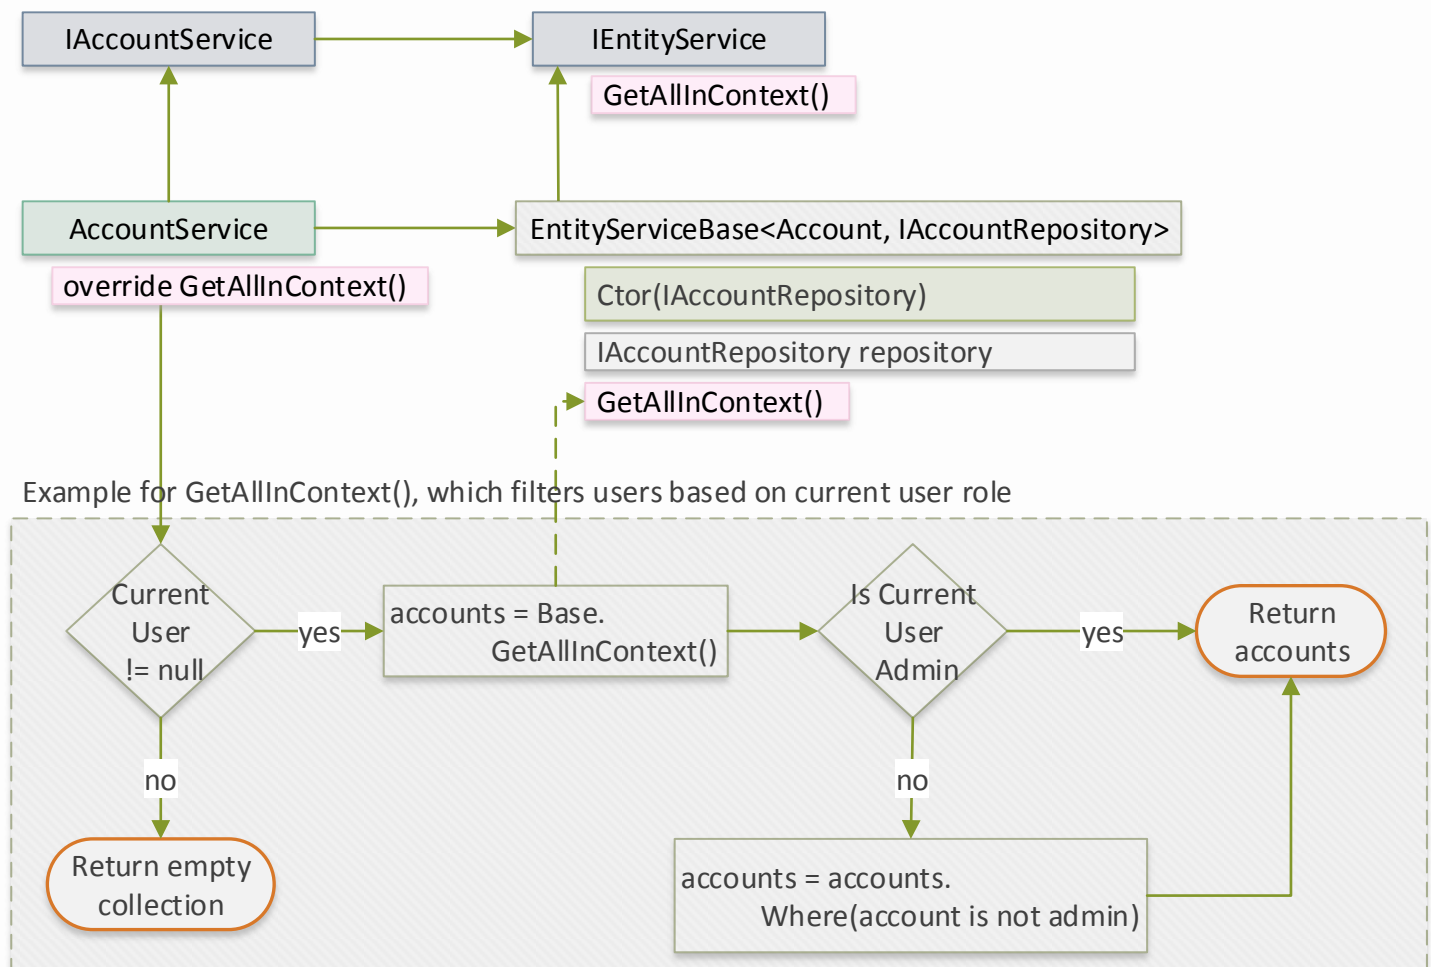 IAccountService
IEntityService
GetAllInContext()
AccountService
EntityServiceBase<Account, IAccountRepository>
override GetAllInContext()
Ctor(IAccountRepository)
IAccountRepository repository
GetAllInContext()
Example for GetAllInContext(), which filters users based on current user role
Current
User
!= null
yes
accounts = Base.
GetAllInContext()
Is Current
User
Admin
yes
Return
accounts
no
no
Return empty
collection
accounts = accounts.
Where(account is not admin)